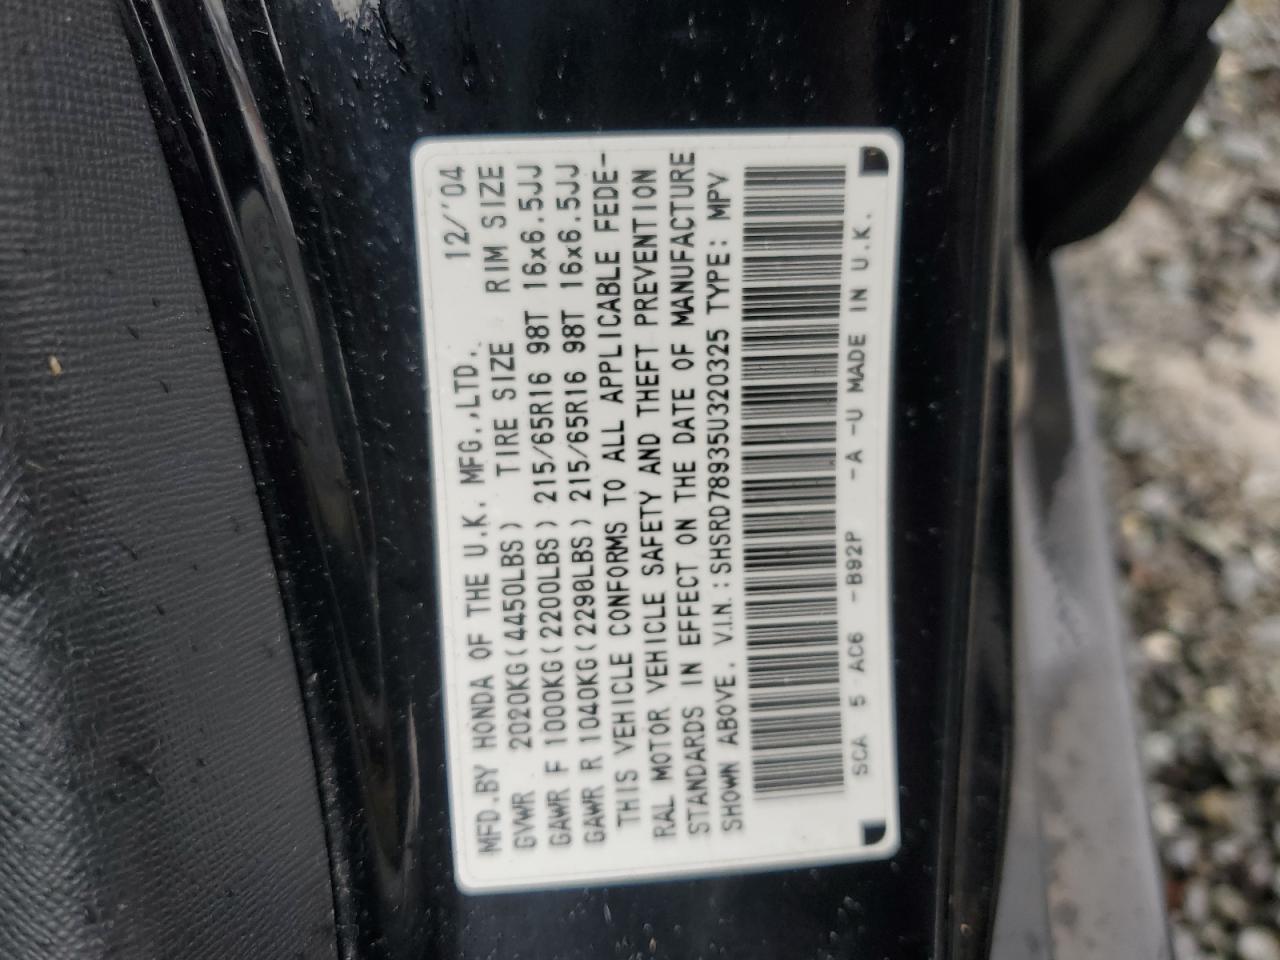 MFD.BY HONDA OF THE U.K. MFG.,LTD. 12/'04
GVWR 2020KG(4450LBS) TIRE SIZE RIM SIZE
GAWR F 1000KG(2200LBS) 215/65R16 98T 16x6.5JJ
GAWR R 1040KG(2290LBS) 215/65R16 98T 16x6.5JJ
THIS VEHICLE CONFORMS TO ALL APPLICABLE FEDE-
RAL MOTOR VEHICLE SAFETY AND THEFT PREVENTION
STANDARDS IN EFFECT ON THE DATE OF MANUFACTURE
SHOWN ABOVE. V.I.N.: SHSRD78935U320325 TYPE: MPV
SCA 5 AC6 -B92P -A -U MADE IN U.K.